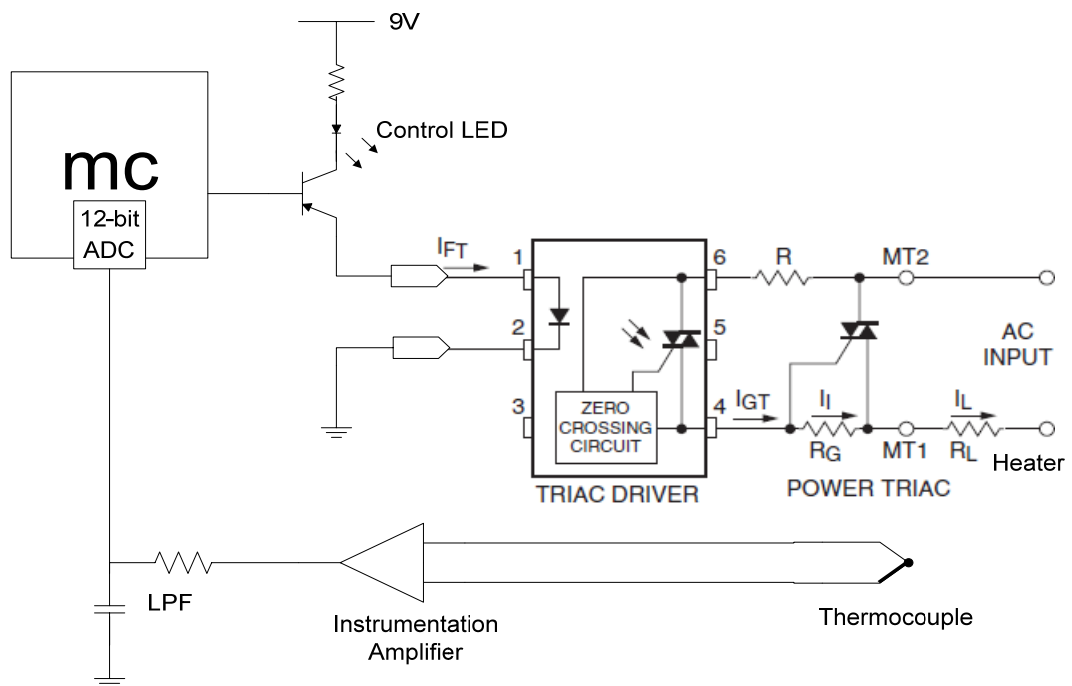 9V
Control LED
mc
12-bit
ADC
IFT
1
2
3
6
5
4
R
MT2
AC
INPUT
ZERO
CROSSING
CIRCUIT
IGT
II
RG
MT1
IL
RL
Heater
TRIAC DRIVER
POWER TRIAC
LPF
Instrumentation
Amplifier
Thermocouple